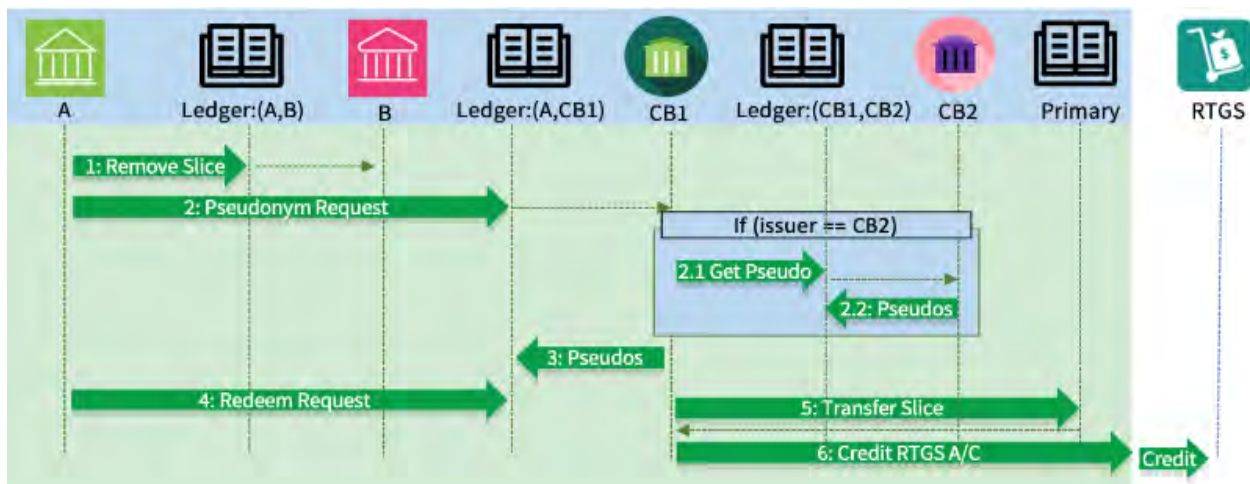 A
Ledger:(A,B)
B
Ledger:(A,CB1)
CB1
Ledger:(CB1,CB2)
CB2
Primary
RTGS
1: Remove Slice
2: Pseudonym Request
If (issuer == CB2)
2.1 Get Pseudo
2.2: Pseudos
3: Pseudos
4: Redeem Request
5: Transfer Slice
6: Credit RTGS A/C
Credit
$